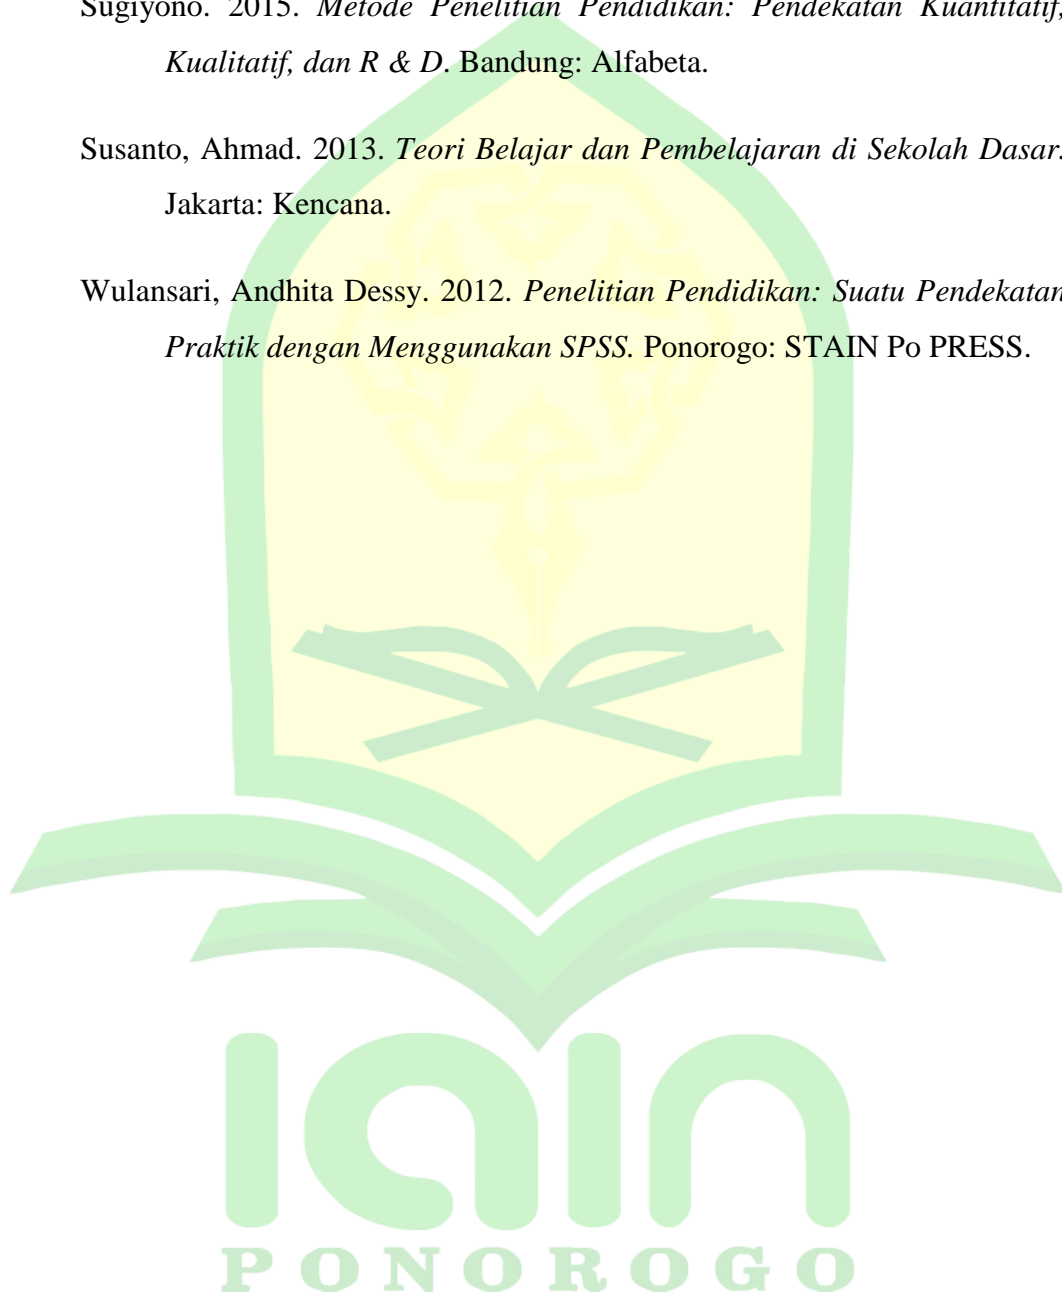 Sugiyono. 2015. Metode Penelitian Pendidikan: Pendekatan Kuantitatif,
Kualitatif, dan R & D. Bandung: Alfabeta.
Susanto, Ahmad. 2013. Teori Belajar dan Pembelajaran di Sekolah Dasar.
Jakarta: Kencana.
Wulansari, Andhita Dessy. 2012. Penelitian Pendidikan: Suatu Pendekatan
Praktik dengan Menggunakan SPSS. Ponorogo: STAIN Po PRESS.
iain
PONOROGO